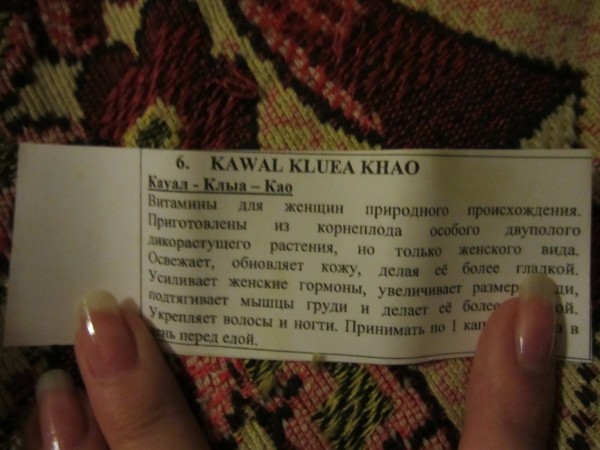 6. KAWAL KLUEA KHAO
Кауал - Клыа – Као
Витамины для женщин природного происхождения.
Приготовлены из корнеплода особого двуполого
дикорастущего растения, но только женского вида.
Освежает, обновляет кожу, делая её более гладкой.
Усиливает женские гормоны, увеличивает размер
подтягивает мышцы груди и делает её более
Укрепляет волосы и ногти. Принимать по 1 в
перед едой.